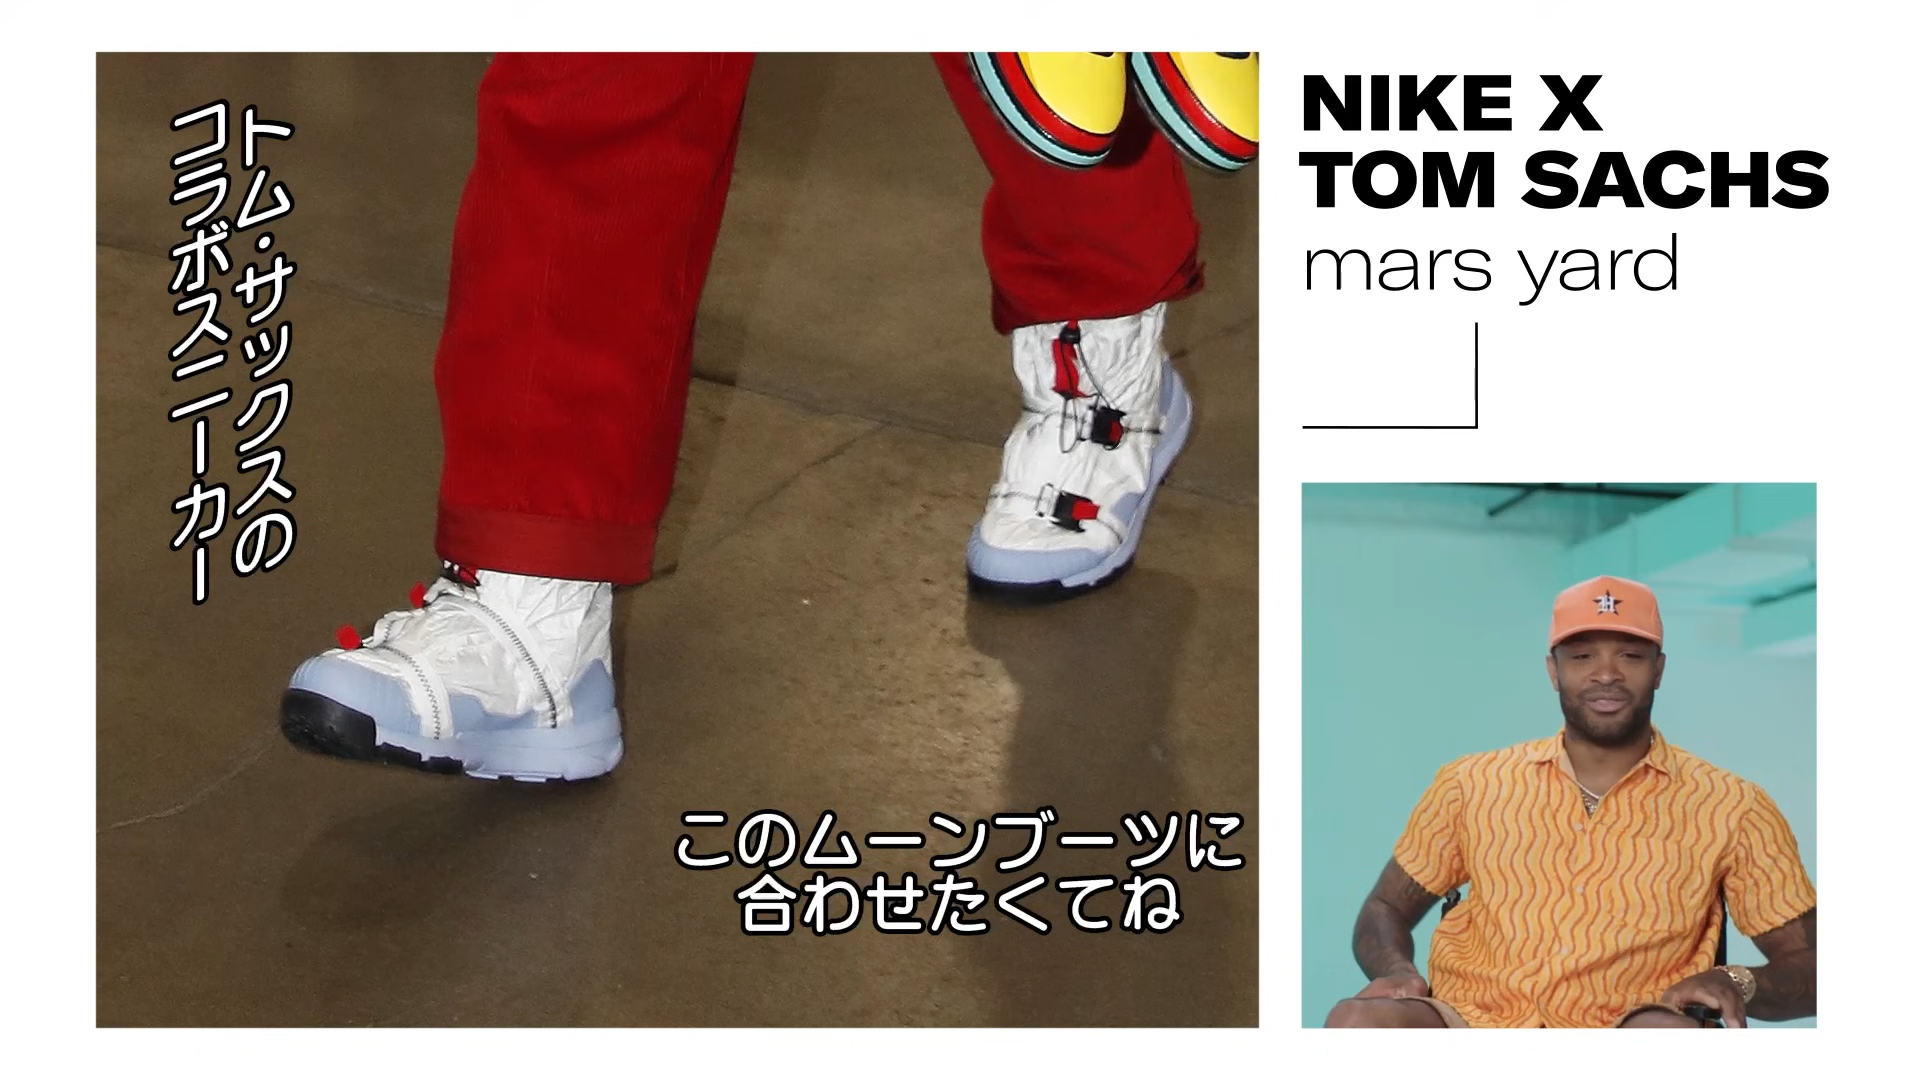 トム・サックスの
コラボスニーカー
NIKE X
TOM SACHS
mars yard
H
このムーンブーツに
合わせたくてね